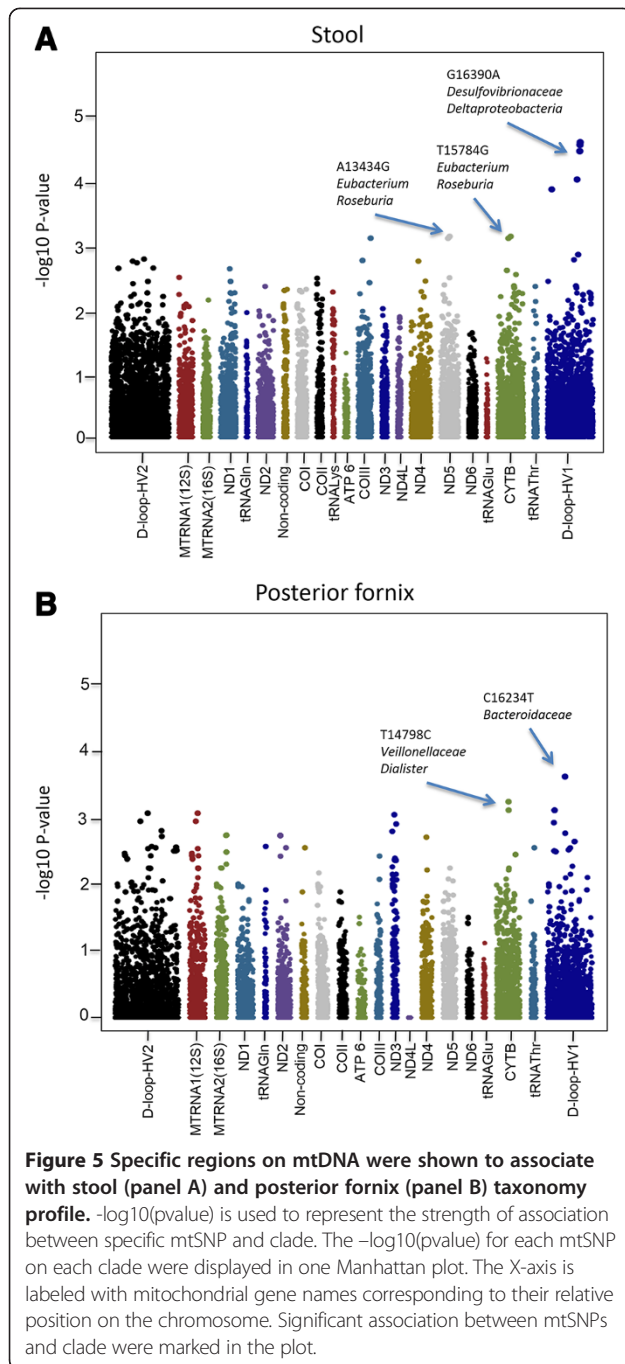 A
Stool
G16390A
Desulfovibrionaceae
Deltaproteobacteria
T15784G
Eubacterium
Roseburia
A13434G
Eubacterium
Roseburia
-log10 P-value
5
4
3
2
1
0
D-loop-HV2
MTRNA1(12S)
MTRNA2(16S)
ND1
tRNAGln
ND2
Non-coding
COI
COII
tRNALys
ATP 6
COIII
ND3
ND4L
ND4
ND5
ND6
tRNAGlu
CYTB
tRNAThr
D-loop-HV1
B
Posterior fornix
C16234T
Bacteroidaceae
T14798C
Veillonellaceae
Dialister
-log10 P-value
5
4
3
2
1
0
D-loop-HV2
MTRNA1(12S)
MTRNA2(16S)
ND1
tRNAGln
ND2
Non-coding
COI
COII
ATP 6
COIII
ND3
ND4L
ND4
ND5
ND6
tRNAGlu
CYTB
tRNAThr
D-loop-HV1
Figure 5 Specific regions on mtDNA were shown to associate
with stool (panel A) and posterior fornix (panel B) taxonomy
profile. -log10(pvalue) is used to represent the strength of association
between specific mtSNP and clade. The –log10(pvalue) for each mtSNP
on each clade were displayed in one Manhattan plot. The X-axis is
labeled with mitochondrial gene names corresponding to their relative
position on the chromosome. Significant association between mtSNPs
and clade were marked in the plot.